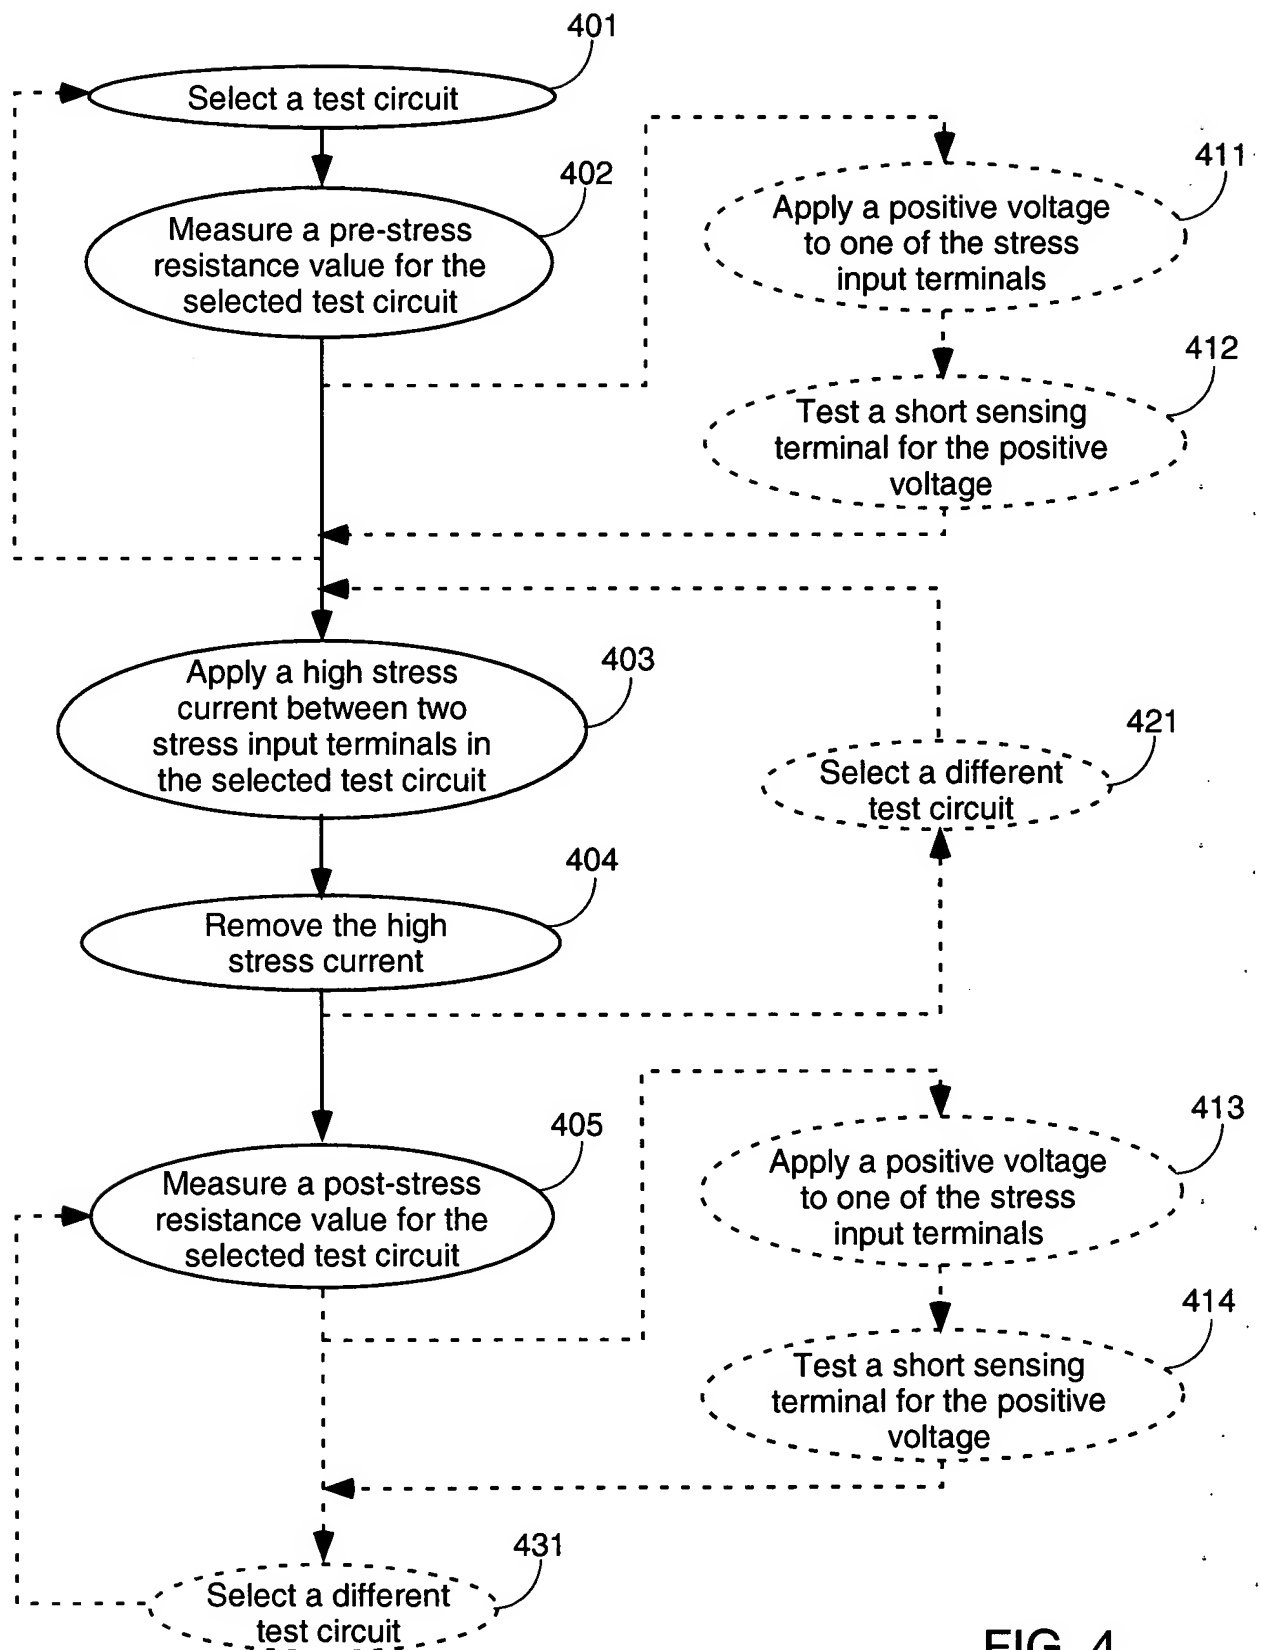 401
Select a test circuit
402
Measure a pre-stress
resistance value for the
selected test circuit
411
Apply a positive voltage
to one of the stress
input terminals
412
Test a short sensing
terminal for the positive
voltage
403
Apply a high stress
current between two
stress input terminals in
the selected test circuit
421
Select a different
test circuit
404
Remove the high
stress current
405
Measure a post-stress
resistance value for the
selected test circuit
413
Apply a positive voltage
to one of the stress
input terminals
414
Test a short sensing
terminal for the positive
voltage
431
Select a different
test circuit
FIG. 4